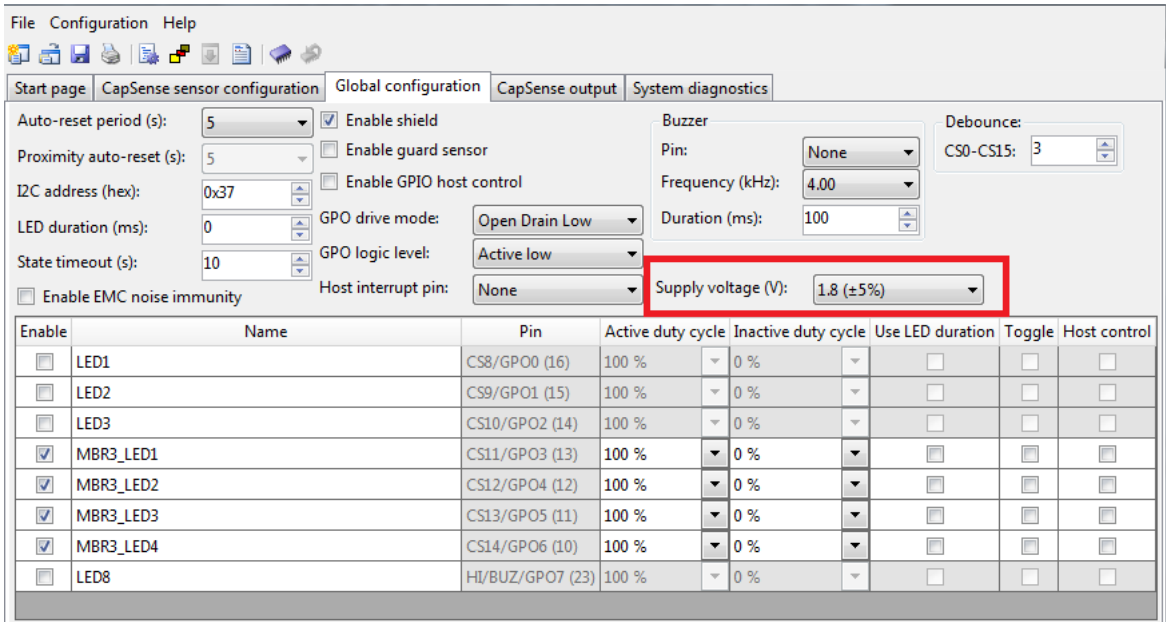 File Configuration Help
Start page CapSense sensor configuration Global configuration CapSense output System diagnostics
Auto-reset period (s): 5 Enable shield Buzzer Debounce:
Proximity auto-reset (s): 5 Enable guard sensor Pin: None CS0-CS15: 3
I2C address (hex): 0x37 Enable GPIO host control Frequency (kHz): 4.00
LED duration (ms): 0 GPO drive mode: Open Drain Low Duration (ms): 100
State timeout (s): 10 GPO logic level: Active low
Enable EMC noise immunity Host interrupt pin: None Supply voltage (V): 1.8 (±5%)
Enable Name Pin Active duty cycle Inactive duty cycle Use LED duration Toggle Host control
LED1 CS8/GPO0 (16) 100 % 0 %
LED2 CS9/GPO1 (15) 100 % 0 %
LED3 CS10/GPO2 (14) 100 % 0 %
MBR3_LED1 CS11/GPO3 (13) 100 % 0 %
MBR3_LED2 CS12/GPO4 (12) 100 % 0 %
MBR3_LED3 CS13/GPO5 (11) 100 % 0 %
MBR3_LED4 CS14/GPO6 (10) 100 % 0 %
LED8 HI/BUZ/GPO7 (23) 100 % 0 %